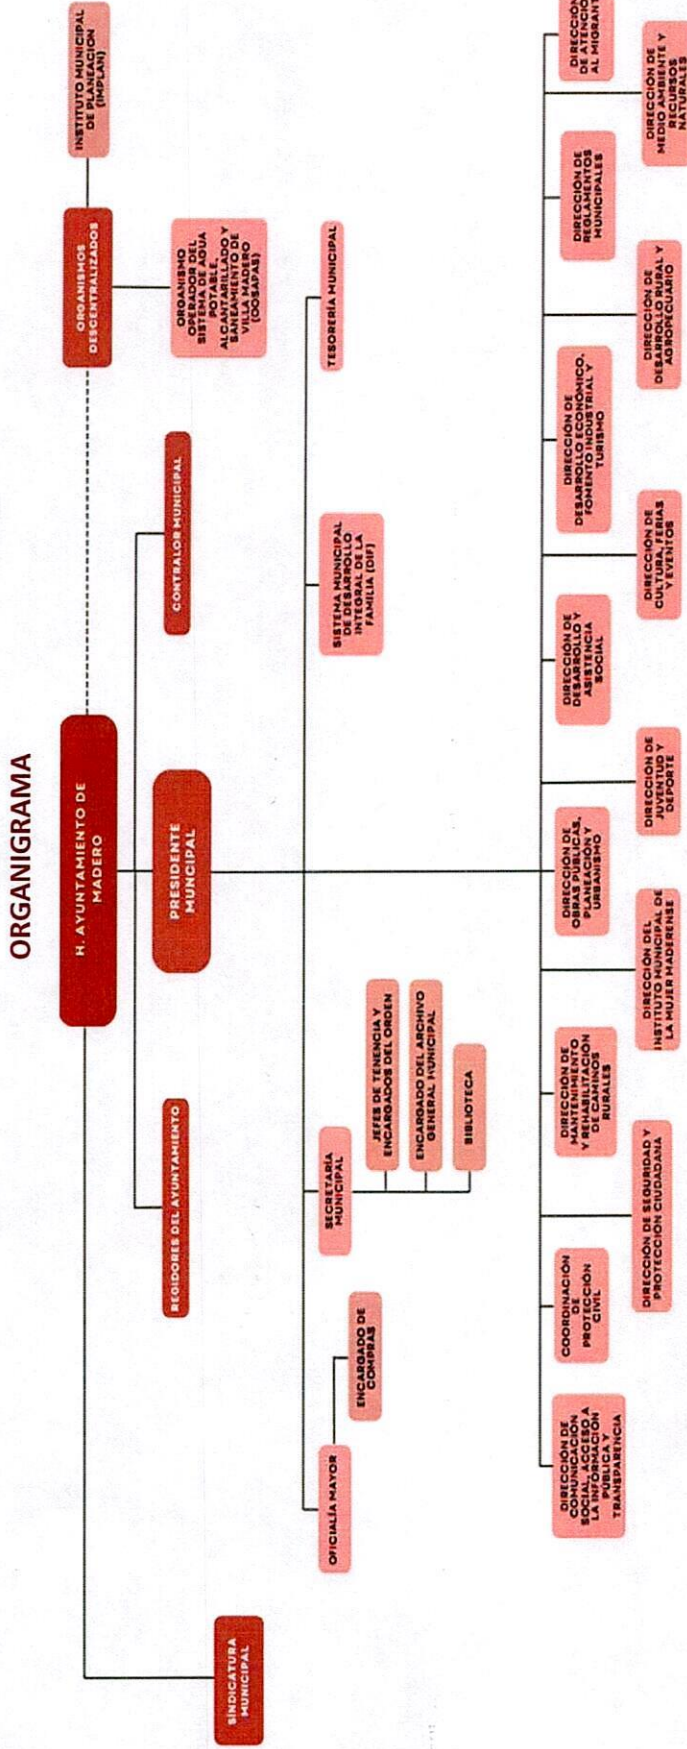 ORGANIGRAMA
H. AYUNTAMIENTO DE
MADERO
ORGANISMOS
DESCENTRALIZADOS
INSTITUTO MUNICIPAL
DE PLANEACIÓN
(IMPLAN)
ORGANISMO
OPERADOR DEL
SISTEMA DE AGUA
POTABLE,
ALCANTARILLADO Y
SANEAMIENTO DE
VILLA MADERO
(OOSAPAS)
SÍNDICATURA
MUNICIPAL
REGIDORES DEL AYUNTAMIENTO
PRESIDENTE
MUNCIPAL
CONTRALOR MUNICIPAL
OFICIALÍA MAYOR
ENCARGADO DE
COMPRAS
SECRETARÍA
MUNICIPAL
JEFES DE TENENCIA Y
ENCARGADOS DEL ORDEN
ENCARGADO DEL ARCHIVO
GENERAL MUNICIPAL
BIBLIOTECA
SISTEMA MUNICIPAL
DE DESARROLLO
INTEGRAL DE LA
FAMILIA (DIF)
TESORERÍA MUNICIPAL
DIRECCIÓN DE
COMUNICACIÓN
SOCIAL, ACCESO A
LA INFORMACIÓN
PÚBLICA Y
TRANSPARENCIA
COORDINACIÓN
DE
PROTECCIÓN
CIVIL
DIRECCIÓN DE
MANTENIMIENTO
Y REHABILITACIÓN
DE CAMINOS
RURALES
DIRECCIÓN DE
OBRAS PÚBLICAS,
PLANEACIÓN Y
URBANISMO
DIRECCIÓN DE
DESARROLLO Y
ASISTENCIA
SOCIAL
DIRECCIÓN DE
DESARROLLO ECONÓMICO,
FOMENTO INDUSTRIAL Y
TURISMO
DIRECCIÓN DE
REGLAMENTOS
MUNICIPALES
DIRECCIÓN
DE ATENCIÓ
AL MIGRANT
DIRECCIÓN DE SEGURIDAD Y
PROTECCIÓN CIUDADANA
DIRECCIÓN DEL
INSTITUTO MUNICIPAL DE
LA MUJER MADERENSE
DIRECCIÓN DE
JUVENTUD Y
DEPORTE
DIRECCIÓN DE
CULTURA, FERIAS
Y EVENTOS
DIRECCIÓN DE
DESARROLLO RURAL Y
AGROPECUARIO
DIRECCIÓN DE
MEDIO AMBIENTE Y
RECURSOS
NATURALES